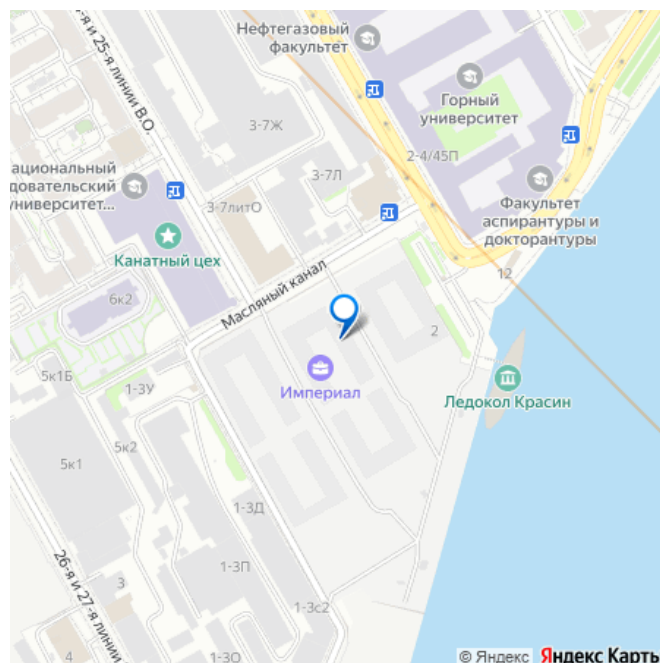 Нефтегазовый
факультет
Горный
университет
3-7Ж
2-4/45П
3-7Л
Факультет
аспирантуры и
докторантуры
-я и 25-я линии В.О.
ациональный
довательский
университет...
3-7литО
Канатный цех
Масляный канал
12
6к2
2
Империал
Ледокол Красин
5к1Б
1-3У
5к2
5к1
1-3Д
1-3П
26-я и 27-я линии
3
1-3с2
4
1-3О
© Яндекс Яндекс Карты